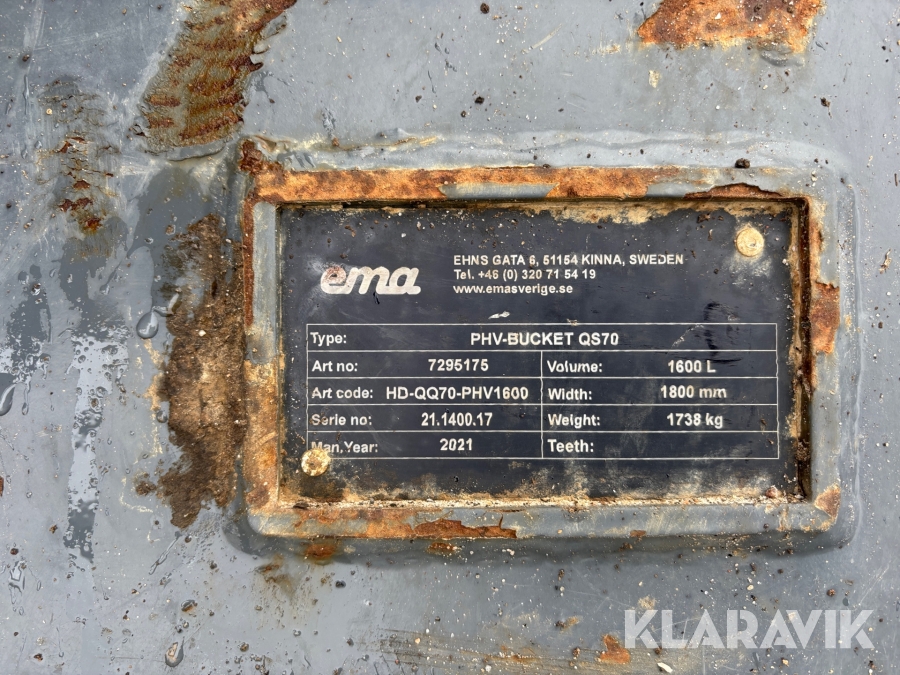 ema
EHNS GATA 6, 51154 KINNA, SWEDEN
Tel. +46 (0) 320 71 54 19
www.emasverige.se
Type: PHV-BUCKET QS70
Art no: 7295175 Volume: 1600 L
Art code: HD-QQ70-PHV1600 Width: 1800 mm
Serie no: 21.1400.17 Weight: 1738 kg
Man.Year: 2021 Teeth:
KLARAVIK